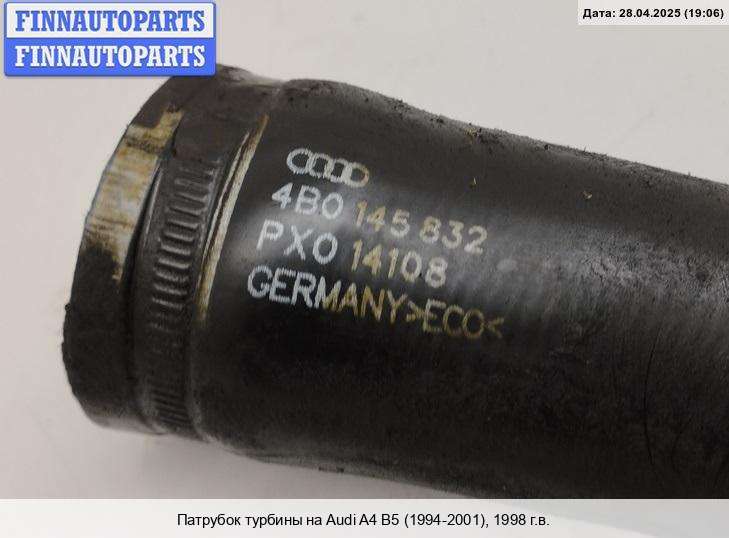 FINNAUTOPARTS
FINNAUTOPARTS
Дата: 28.04.2025 (19:06)
4B0 145 832
PX0 14108
GERMANY>ECO<
Патрубок турбины на Audi A4 B5 (1994-2001), 1998 г.в.